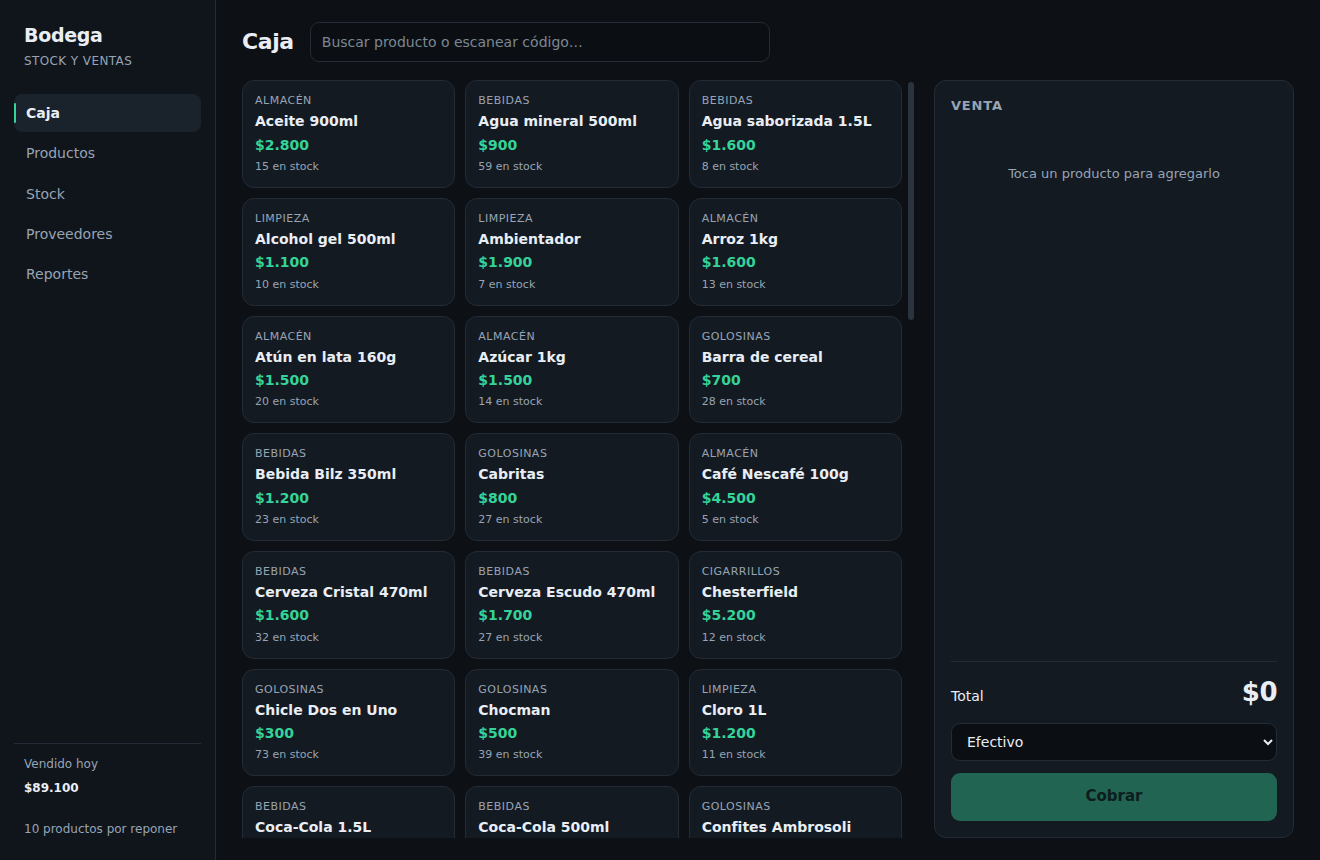 Bodega
STOCK Y VENTAS
Caja
Productos
Stock
Proveedores
Reportes
Vendido hoy
$89.100
10 productos por reponer
Caja
Buscar producto o escanear código...
ALMACÉN
Aceite 900ml
$2.800
15 en stock
BEBIDAS
Agua mineral 500ml
$900
59 en stock
BEBIDAS
Agua saborizada 1.5L
$1.600
8 en stock
LIMPIEZA
Alcohol gel 500ml
$1.100
10 en stock
LIMPIEZA
Ambientador
$1.900
7 en stock
ALMACÉN
Arroz 1kg
$1.600
13 en stock
ALMACÉN
Atún en lata 160g
$1.500
20 en stock
ALMACÉN
Azúcar 1kg
$1.500
14 en stock
GOLOSINAS
Barra de cereal
$700
28 en stock
BEBIDAS
Bebida Bilz 350ml
$1.200
23 en stock
GOLOSINAS
Cabritas
$800
27 en stock
ALMACÉN
Café Nescafé 100g
$4.500
5 en stock
BEBIDAS
Cerveza Cristal 470ml
$1.600
32 en stock
BEBIDAS
Cerveza Escudo 470ml
$1.700
27 en stock
CIGARRILLOS
Chesterfield
$5.200
12 en stock
GOLOSINAS
Chicle Dos en Uno
$300
73 en stock
GOLOSINAS
Chocman
$500
39 en stock
LIMPIEZA
Cloro 1L
$1.200
11 en stock
BEBIDAS
Coca-Cola 1.5L
BEBIDAS
Coca-Cola 500ml
GOLOSINAS
Confites Ambrosoli
VENTA
Toca un producto para agregarlo
Total
$0
Efectivo
Cobrar